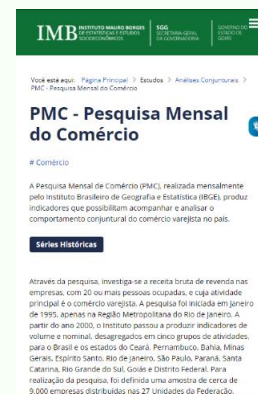 IMB INSTITUTO MAURO BORGES
DE ESTATÍSTICAS E ESTUDOS
SOCIOECONÔMICOS
SGG
SECRETARIA-GERAL
DA GOVERNADORIA
GOVERNO DO
ESTADO DE
GOIÁS
Você está aqui: Página Principal > Estudos > Análises Conjunturais >
PMC - Pesquisa Mensal do Comércio
PMC - Pesquisa Mensal
do Comércio
# Comércio
A Pesquisa Mensal de Comércio (PMC), realizada mensalmente
pelo Instituto Brasileiro de Geografia e Estatística (IBGE), produz
indicadores que possibilitam acompanhar e analisar o
comportamento conjuntural do comércio varejista no país.
Séries Históricas
Através da pesquisa, investiga-se a receita bruta de revenda nas
empresas, com 20 ou mais pessoas ocupadas, e cuja atividade
principal é o comércio varejista. A pesquisa foi iniciada em janeiro
de 1995, apenas na Região Metropolitana do Rio de Janeiro. A
partir do ano 2000, o Instituto passou a produzir indicadores de
volume e nominal, desagregados em cinco grupos de atividades,
para o Brasil e os estados do Ceará, Pernambuco, Bahia, Minas
Gerais, Espírito Santo, Rio de Janeiro, São Paulo, Paraná, Santa
Catarina, Rio Grande do Sul, Goiás e Distrito Federal. Para
realização da pesquisa, foi definida uma amostra de cerca de
9.000 empresas distribuídas nas 27 Unidades da Federação.